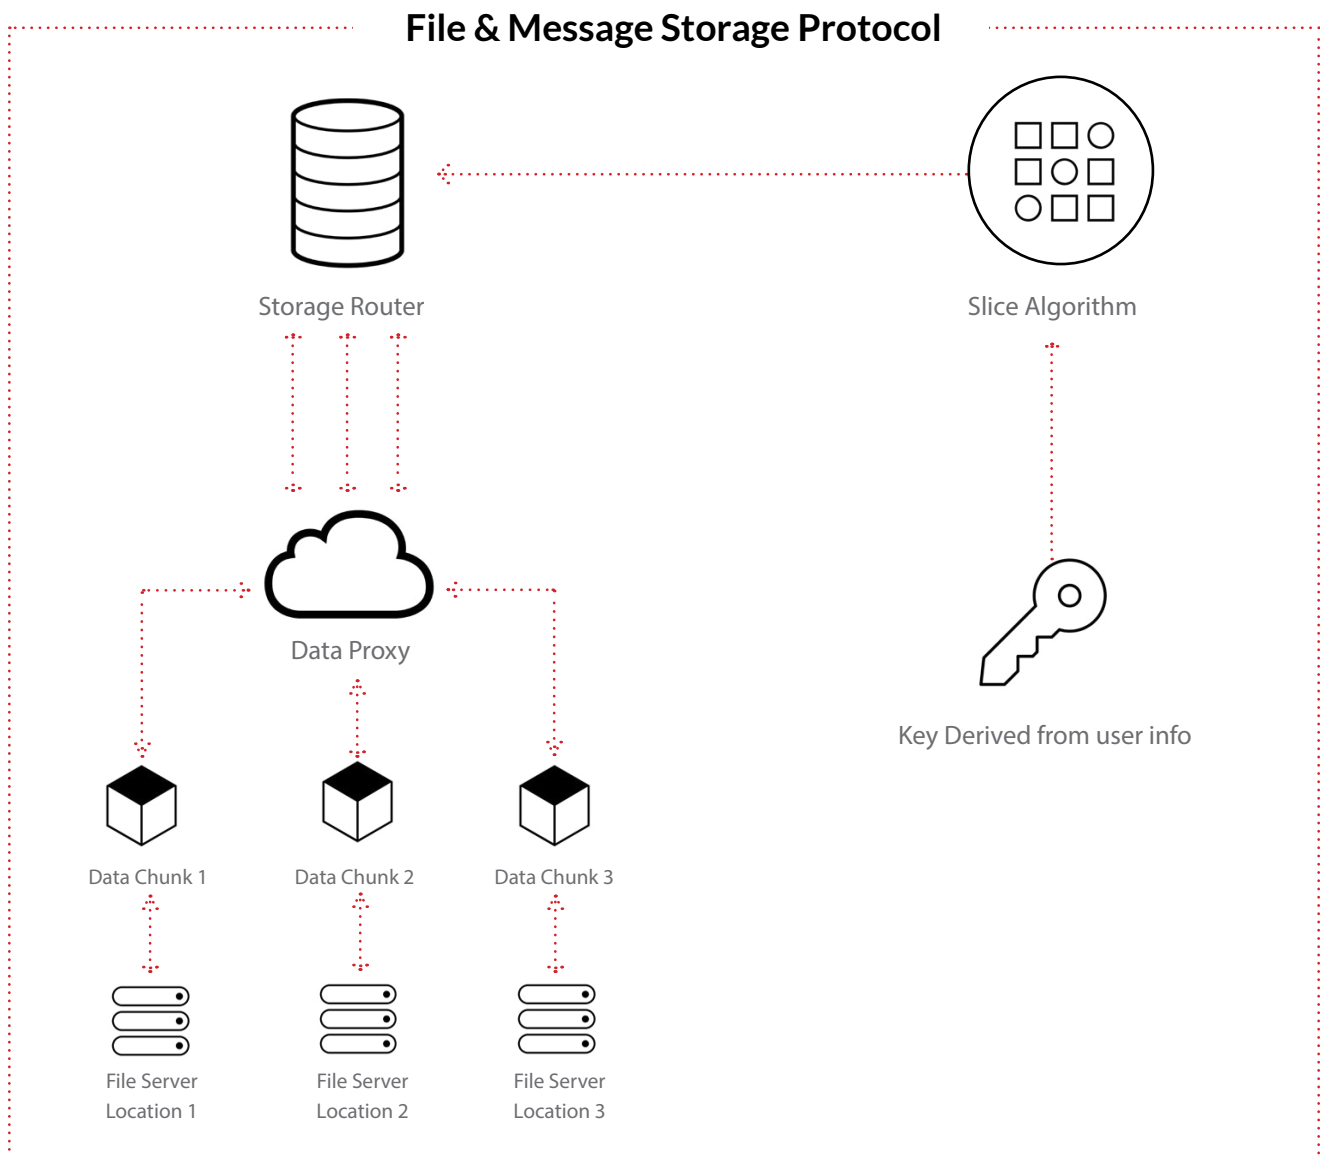 File & Message Storage Protocol
Storage Router
Slice Algorithm
Data Proxy
Key Derived from user info
Data Chunk 1
Data Chunk 2
Data Chunk 3
File Server
Location 1
File Server
Location 2
File Server
Location 3